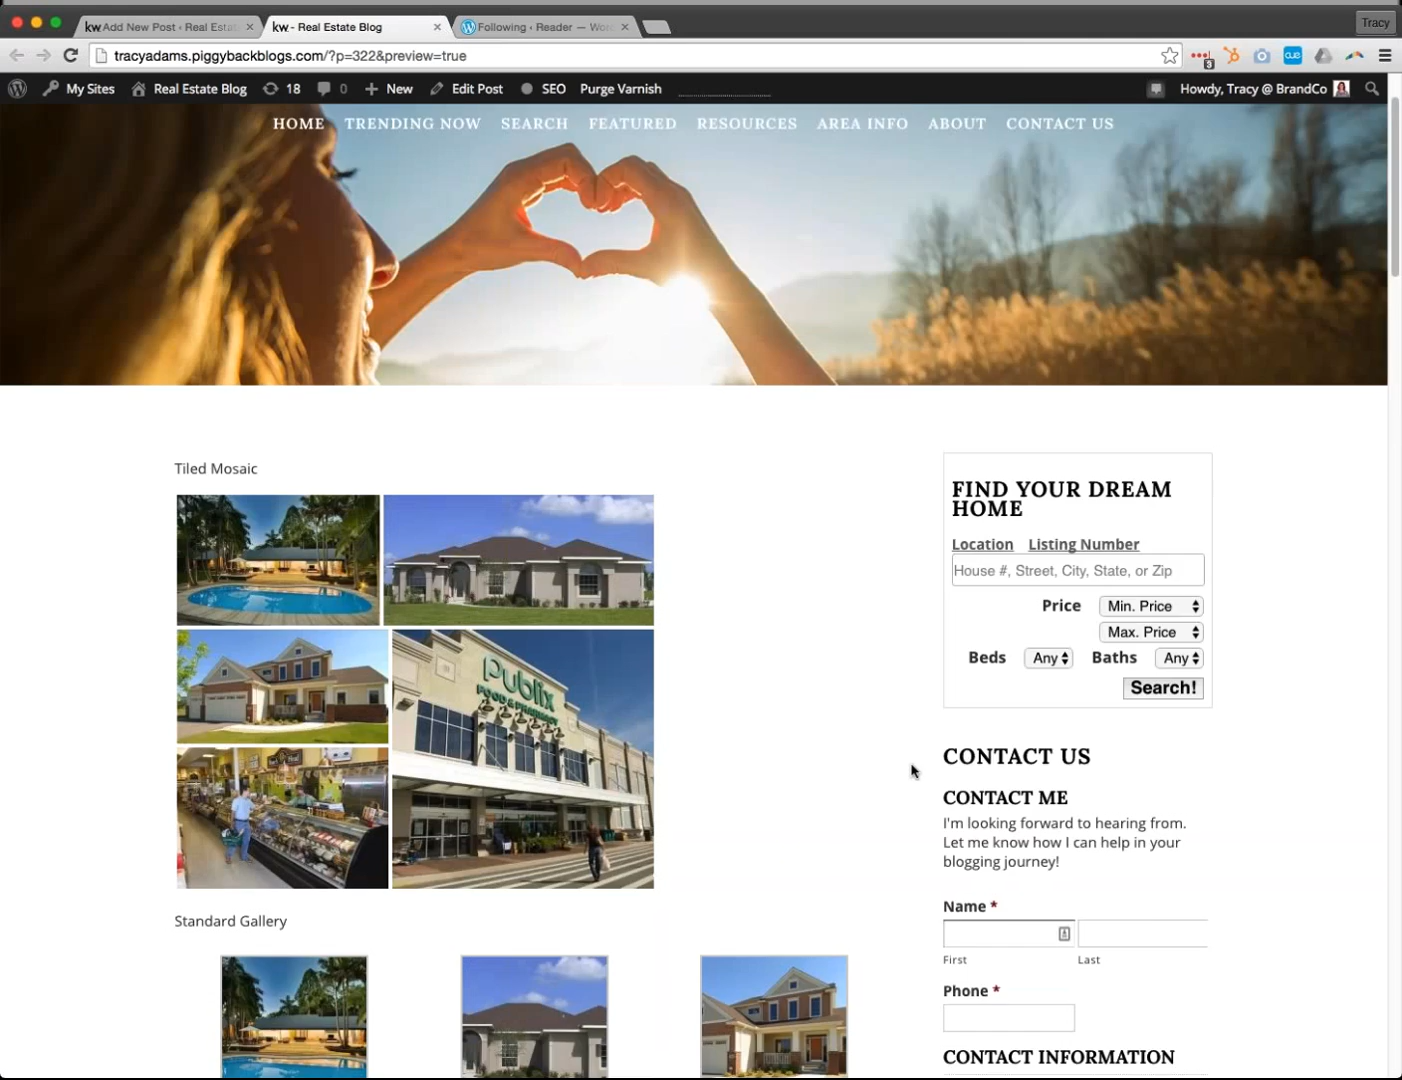 kw Add New Post ‹ Real Estat
kw - Real Estate Blog
Following ‹ Reader — Wor
Tracy
tracyadams.piggybackblogs.com/?p=322&preview=true
3
My Sites
Real Estate Blog
18
0
New
Edit Post
SEO
Purge Varnish
Howdy, Tracy @ BrandCo
HOME
TRENDING NOW
SEARCH
FEATURED
RESOURCES
AREA INFO
ABOUT
CONTACT US
Tiled Mosaic
Publix
FOOD & PHARMACY
Standard Gallery
FIND YOUR DREAM
HOME
Location Listing Number
House #, Street, City, State, or Zip
Price Min. Price
Max. Price
Beds Any Baths Any
Search!
CONTACT US
CONTACT ME
I'm looking forward to hearing from.
Let me know how I can help in your
blogging journey!
Name *
First Last
Phone *
CONTACT INFORMATION